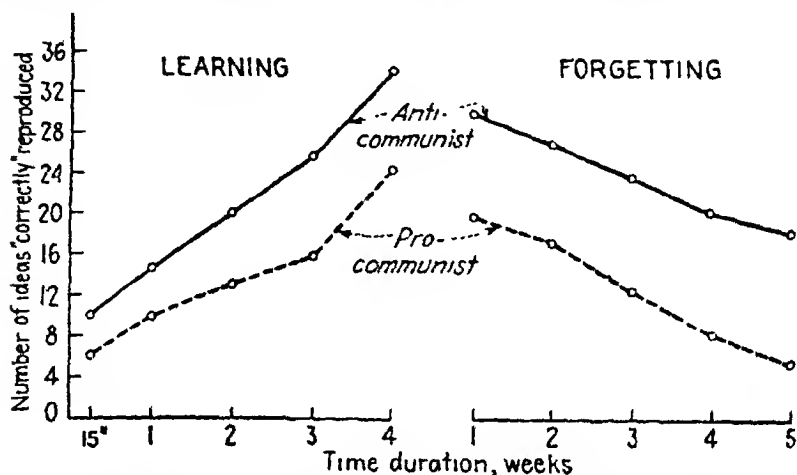 Number of ideas "correctly" reproduced
36
32
28
24
20
16
12
8
4
0
LEARNING
FORGETTING
Anti-
communist
Pro-
communist
15" 1 2 3 4 1 2 3 4 5
Time duration, weeks